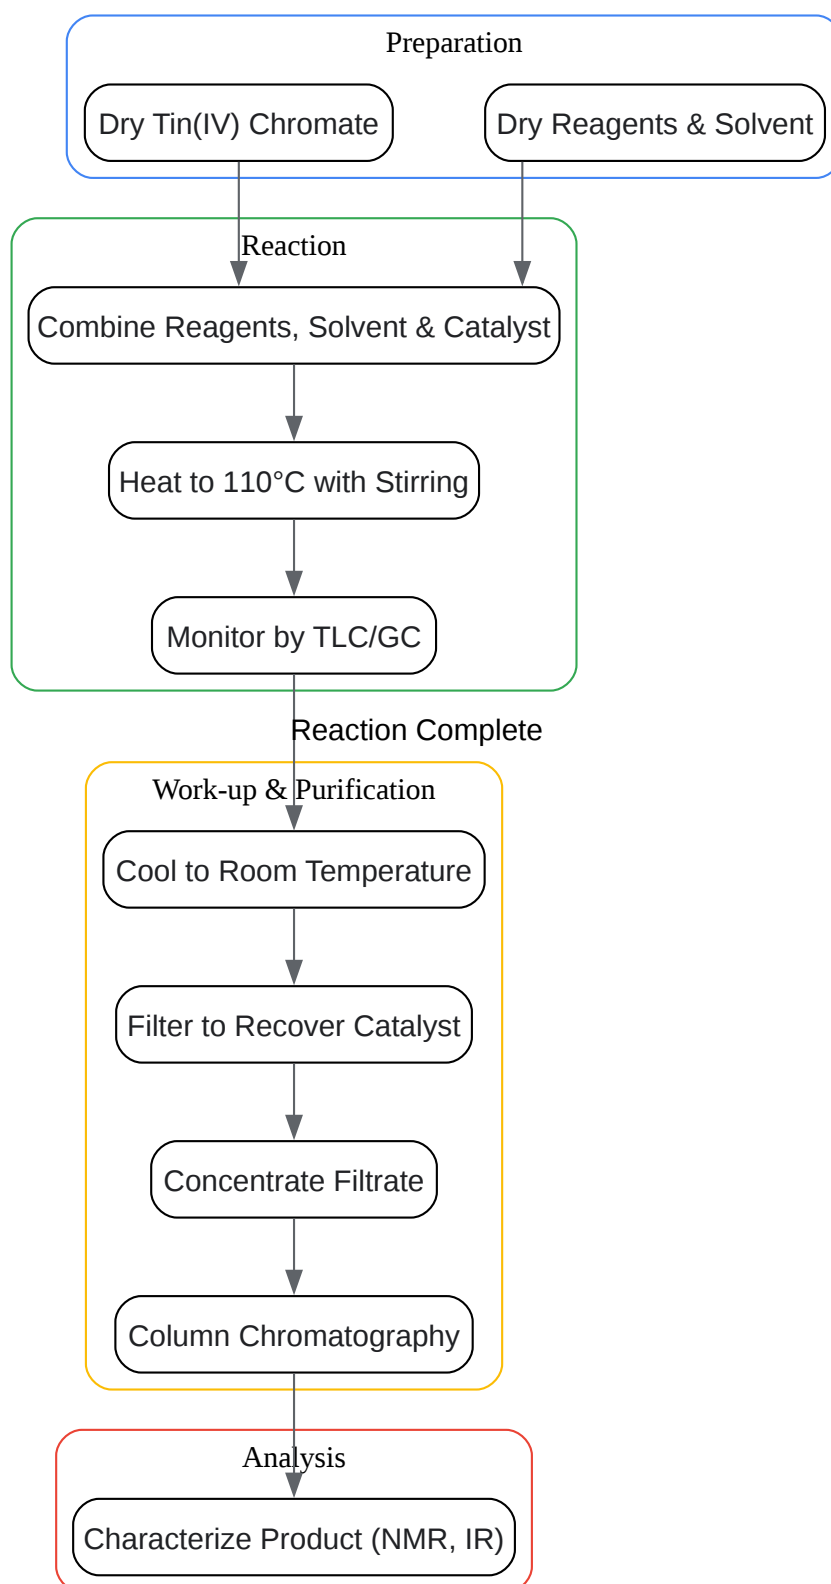 Preparation
Dry Tin(IV) Chromate
Dry Reagents & Solvent
Reaction
Combine Reagents, Solvent & Catalyst
Heat to 110°C with Stirring
Monitor by TLC/GC
Reaction Complete
Work-up & Purification
Cool to Room Temperature
Filter to Recover Catalyst
Concentrate Filtrate
Column Chromatography
Analysis
Characterize Product (NMR, IR)